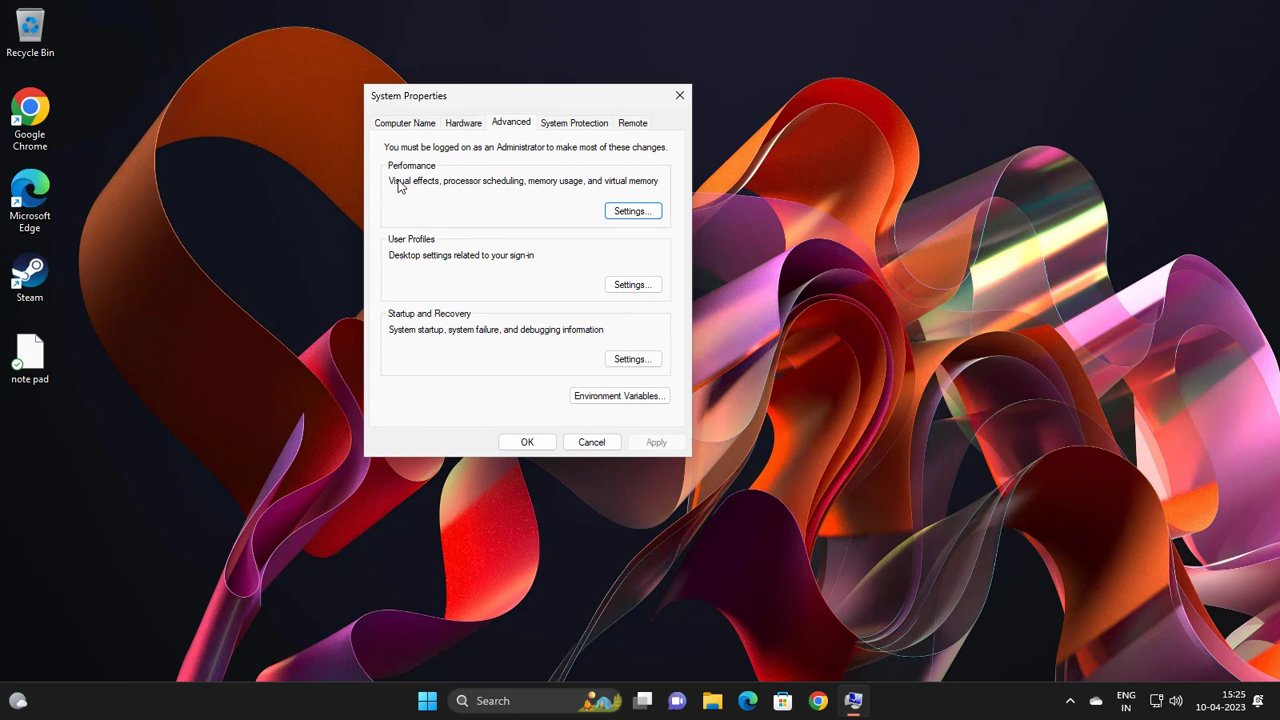 Recycle Bin
Google
Chrome
Microsoft
Edge
Steam
note pad
System Properties
Computer Name
Hardware
Advanced
System Protection
Remote
You must be logged on as an Administrator to make most of these changes.
Performance
Visual effects, processor scheduling, memory usage, and virtual memory
Settings...
User Profiles
Desktop settings related to your sign-in
Settings...
Startup and Recovery
System startup, system failure, and debugging information
Settings...
Environment Variables...
OK
Cancel
Apply
Search
ENG
IN
15:25
10-04-2023